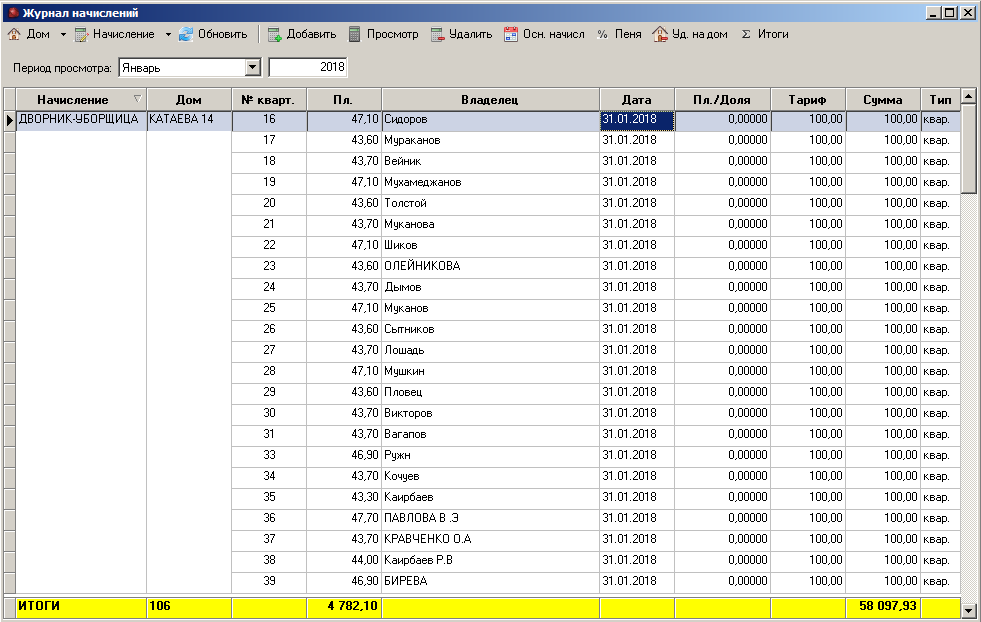 Журнал начислений
Дом Начисление Обновить Добавить Просмотр Удалить Осн. начисл % Пеня Уд. на дом Σ Итоги
Период просмотра: Январь 2018
Начисление Дом № кварт. Пл. Владелец Дата Пл./Доля Тариф Сумма Тип
ДВОРНИК-УБОРЩИЦА КАТАЕВА 14 16 47,10 Сидоров 31.01.2018 0,00000 100,00 100,00 квар.
17 43,60 Мураканов 31.01.2018 0,00000 100,00 100,00 квар.
18 43,70 Вейник 31.01.2018 0,00000 100,00 100,00 квар.
19 47,10 Мухамеджанов 31.01.2018 0,00000 100,00 100,00 квар.
20 43,60 Толстой 31.01.2018 0,00000 100,00 100,00 квар.
21 43,70 Муканова 31.01.2018 0,00000 100,00 100,00 квар.
22 47,10 Шиков 31.01.2018 0,00000 100,00 100,00 квар.
23 43,60 ОЛЕЙНИКОВА 31.01.2018 0,00000 100,00 100,00 квар.
24 43,70 Дымов 31.01.2018 0,00000 100,00 100,00 квар.
25 47,10 Муканов 31.01.2018 0,00000 100,00 100,00 квар.
26 43,60 Сытников 31.01.2018 0,00000 100,00 100,00 квар.
27 43,70 Лошадь 31.01.2018 0,00000 100,00 100,00 квар.
28 47,10 Мушкин 31.01.2018 0,00000 100,00 100,00 квар.
29 43,60 Пловец 31.01.2018 0,00000 100,00 100,00 квар.
30 43,70 Викторов 31.01.2018 0,00000 100,00 100,00 квар.
31 43,70 Вагапов 31.01.2018 0,00000 100,00 100,00 квар.
33 46,90 Ружн 31.01.2018 0,00000 100,00 100,00 квар.
34 43,70 Кочуев 31.01.2018 0,00000 100,00 100,00 квар.
35 43,30 Каирбаев 31.01.2018 0,00000 100,00 100,00 квар.
36 47,70 ПАВЛОВА В .Э 31.01.2018 0,00000 100,00 100,00 квар.
37 43,70 КРАВЧЕНКО О.А 31.01.2018 0,00000 100,00 100,00 квар.
38 44,00 Каирбаев Р.В 31.01.2018 0,00000 100,00 100,00 квар.
39 46,90 БИРЕВА 31.01.2018 0,00000 100,00 100,00 квар.
ИТОГИ 106 4 782,10 58 097,93